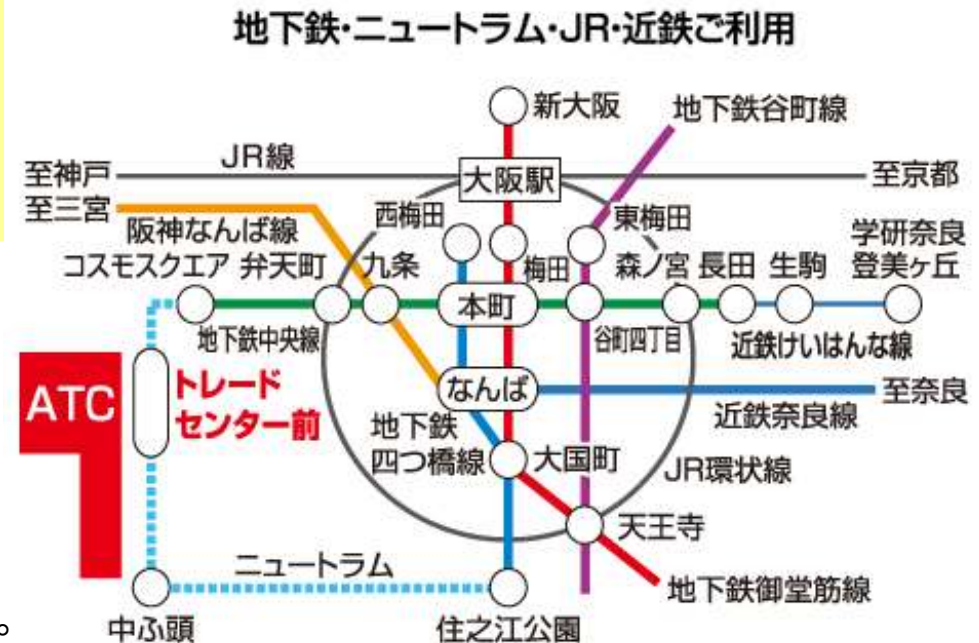 地下鉄・ニュートラム・JR・近鉄ご利用
新大阪
地下鉄谷町線
JR線
至神戸
大阪駅
至京都
至三宮
西梅田
東梅田
阪神なんば線
学研奈良
登美ヶ丘
コスモスクエア
弁天町
九条
梅田
森ノ宮
長田
生駒
本町
地下鉄中央線
谷町四丁目
近鉄けいはんな線
ATC
トレード
センター前
なんば
至奈良
近鉄奈良線
地下鉄
四つ橋線
大国町
JR環状線
天王寺
ニュートラム
地下鉄御堂筋線
中ふ頭
住之江公園
。